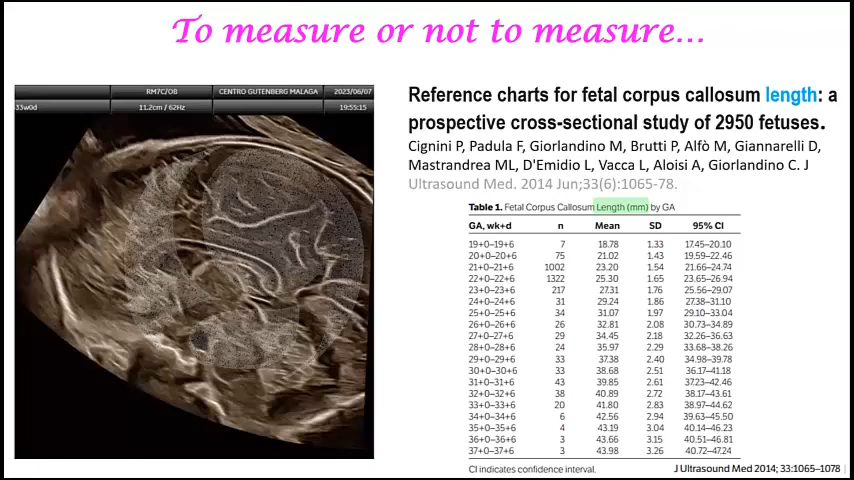 To measure or not to measure...
RM7C/OB CENTRO GUTENBERG MALAGA 2023/06/07
33w0d 11.2cm / 62Hz 19:55:15
Reference charts for fetal corpus callosum length: a
prospective cross-sectional study of 2950 fetuses.
Cignini P, Padula F, Giorlandino M, Brutti P, Alfò M, Giannarelli D,
Mastrandrea ML, D'Emidio L, Vacca L, Aloisi A, Giorlandino C. J
Ultrasound Med. 2014 Jun;33(6):1065-78.
Table 1. Fetal Corpus Callosum Length (mm) by GA
GA, wk+d n Mean SD 95% CI
19+0–19+6 7 18.78 1.33 17.45–20.10
20+0–20+6 75 21.02 1.43 19.59–22.46
21+0–21+6 1002 23.20 1.54 21.66–24.74
22+0–22+6 1322 25.30 1.65 23.65–26.94
23+0–23+6 217 27.31 1.76 25.56–29.07
24+0–24+6 31 29.24 1.86 27.38–31.10
25+0–25+6 34 31.07 1.97 29.10–33.04
26+0–26+6 26 32.81 2.08 30.73–34.89
27+0–27+6 29 34.45 2.18 32.26–36.63
28+0–28+6 24 35.97 2.29 33.68–38.26
29+0–29+6 33 37.38 2.40 34.98–39.78
30+0–30+6 33 38.68 2.51 36.17–41.18
31+0–31+6 43 39.85 2.61 37.23–42.46
32+0–32+6 38 40.89 2.72 38.17–43.61
33+0–33+6 20 41.80 2.83 38.97–44.62
34+0–34+6 6 42.56 2.94 39.63–45.50
35+0–35+6 4 43.19 3.04 40.14–46.23
36+0–36+6 3 43.66 3.15 40.51–46.81
37+0–37+6 3 43.98 3.26 40.72–47.24
CI indicates confidence interval.
J Ultrasound Med 2014; 33:1065–1078